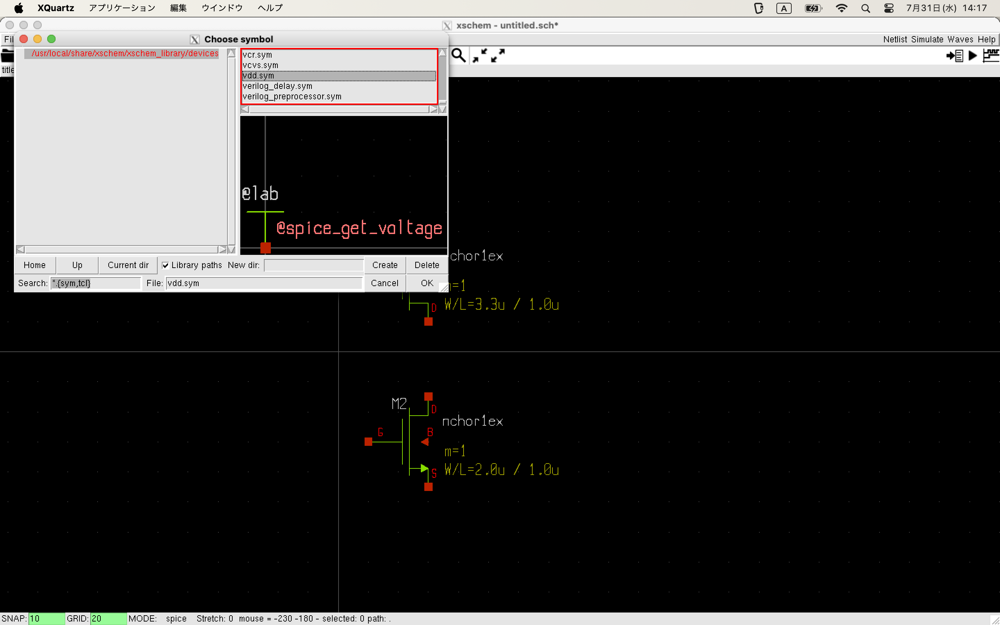 XQuartz アプリケーション 編集 ウインドウ ヘルプ A 7月31日(水) 14:17
xschem - untitled.sch*
Fil Netlist Simulate Waves Help
Choose symbol
/usr/local/share/xschem/xschem_library/devices
vcr.sym
vcvs.sym
vdd.sym
verilog_delay.sym
verilog_preprocessor.sym
title
@lab
@spice_get_voltage
Home Up Current dir Library paths New dir: Create Delete
Search: *.{sym,tcl} File: vdd.sym Cancel OK
chor1ex
=1
D W/L=3.3u / 1.0u
M2
D
nchor1ex
G B
m=1
S W/L=2.0u / 1.0u
SNAP: 10 GRID: 20 MODE: spice Stretch: 0 mouse = -230 -180 - selected: 0 path: .